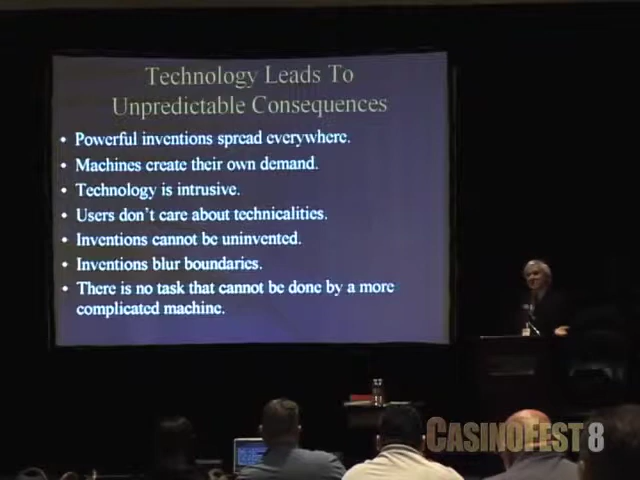 Technology Leads To
Unpredictable Consequences
• Powerful inventions spread everywhere.
• Machines create their own demand.
• Technology is intrusive.
• Users don't care about technicalities.
• Inventions cannot be uninvented.
• Inventions blur boundaries.
• There is no task that cannot be done by a more
complicated machine.
CASINOFEST8